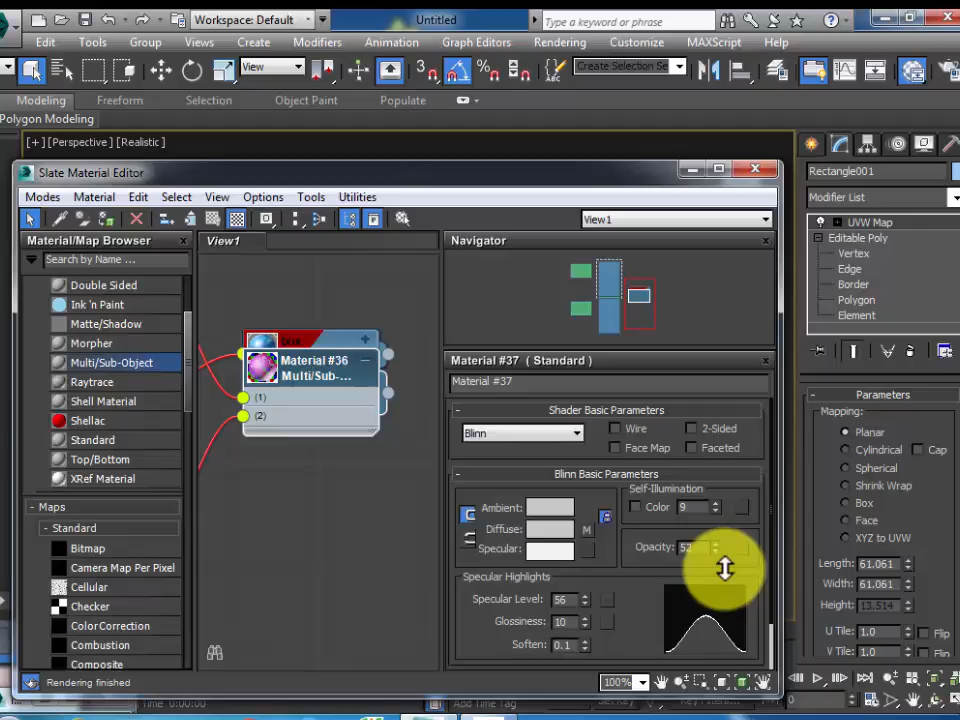 Workspace: Default
Untitled
Type a keyword or phrase
Edit Tools Group Views Create Modifiers Animation Graph Editors Rendering Customize MAXScript Help
View
3
Create Selection Se
Modeling Freeform Selection Object Paint Populate
Polygon Modeling
[+] [Perspective] [Realistic]
Slate Material Editor
Modes Material Edit Select View Options Tools Utilities
View1
Material/Map Browser
Search by Name ...
Double Sided
Ink 'n Paint
Matte/Shadow
Morpher
Multi/Sub-Object
Raytrace
Shell Material
Shellac
Standard
Top/Bottom
XRef Material
Maps
Standard
Bitmap
Camera Map Per Pixel
Cellular
Checker
ColorCorrection
Combustion
Composite
View1
Material #36
Multi/Sub-...
(1)
(2)
Navigator
Material #37 ( Standard )
Material #37
Shader Basic Parameters
Blinn
Wire
2-Sided
Face Map
Faceted
Blinn Basic Parameters
Ambient:
Diffuse:
M
Specular:
Self-Illumination
Color 9
Opacity: 52
Specular Highlights
Specular Level: 56
Glossiness: 10
Soften: 0.1
Rendering finished
100%
Rectangle001
Modifier List
UVW Map
Editable Poly
Vertex
Edge
Border
Polygon
Element
Parameters
Mapping:
Planar
Cylindrical Cap
Spherical
Shrink Wrap
Box
Face
XYZ to UVW
Length: 61.061
Width: 61.061
Height: 13.514
U Tile: 1.0 Flip
V Tile: 1.0 Flip
Add Time Tag